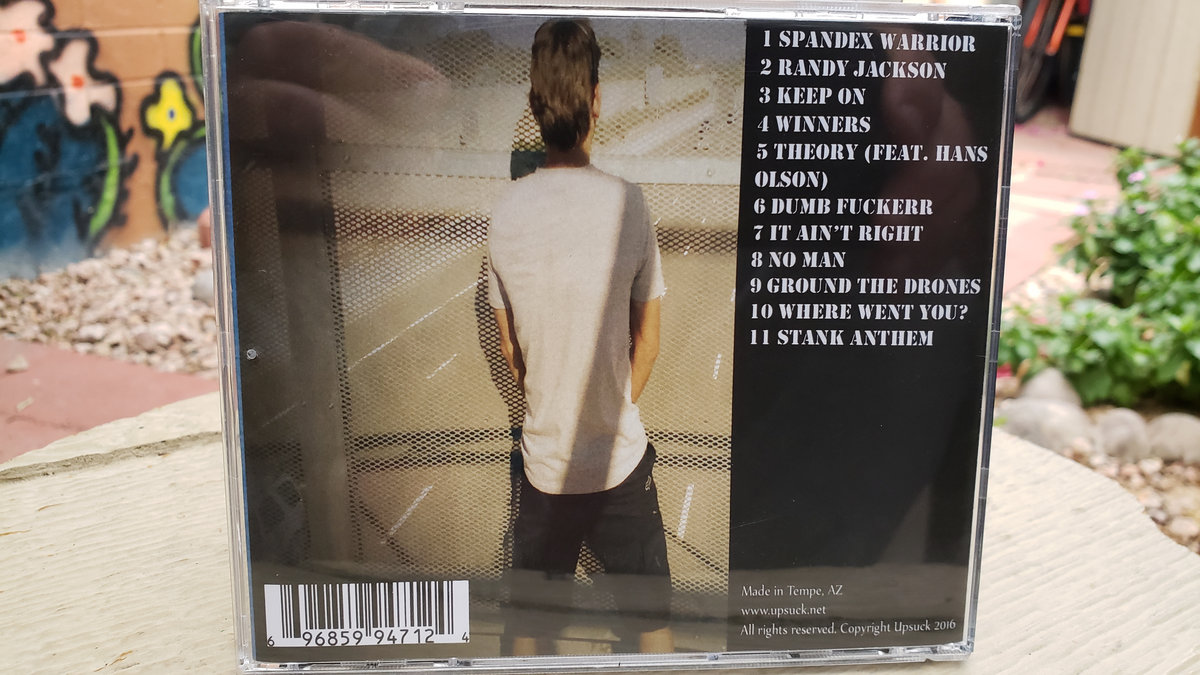 1 SPANDEX WARRIOR
2 RANDY JACKSON
3 KEEP ON
4 WINNERS
5 THEORY (FEAT. HANS
OLSON)
6 DUMB FUCKERR
7 IT AIN'T RIGHT
8 NO MAN
9 GROUND THE DRONES
10 WHERE WENT YOU?
11 STANK ANTHEM
Made in Tempe, AZ
www.upsuck.net
All rights reserved. Copyright Upsuck 2016
6 96859 94712 4